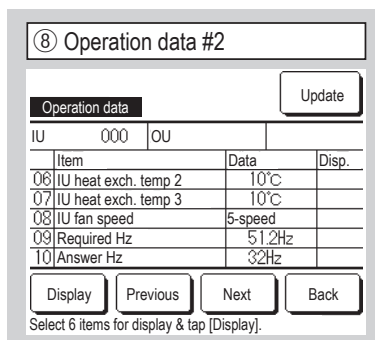 ⑧ Operation data #2
Update
Operation data
IU 000 OU
Item Data Disp.
06 IU heat exch. temp 2 10°C
07 IU heat exch. temp 3 10°C
08 IU fan speed 5-speed
09 Required Hz 51.2Hz
10 Answer Hz 32Hz
Display Previous Next Back
Select 6 items for display & tap [Display].